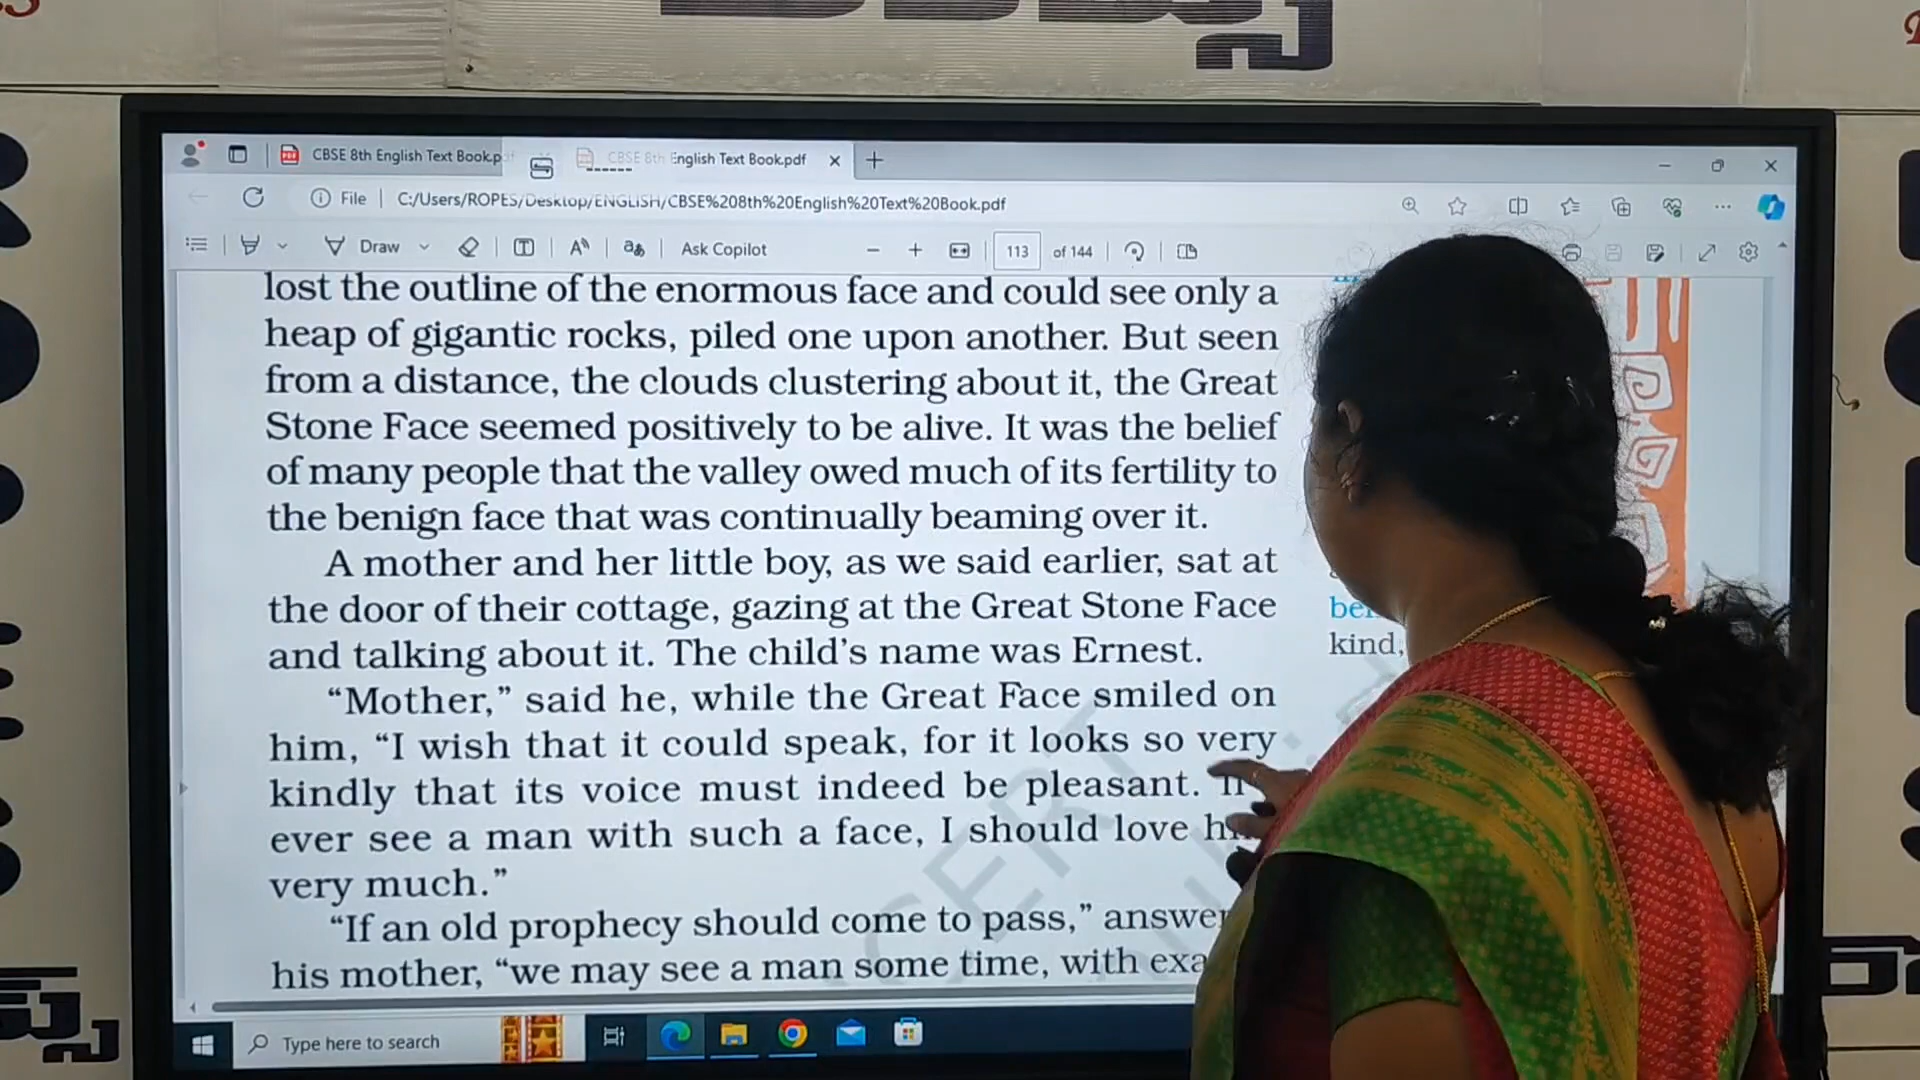 CBSE 8th English Text Book.pdf
CBSE 8th English Text Book.pdf
File
C:/Users/ROPES/Desktop/ENGLISH/CBSE%208th%20English%20Text%20Book.pdf
Draw
Ask Copilot
113 of 144
lost the outline of the enormous face and could see only a
heap of gigantic rocks, piled one upon another. But seen
from a distance, the clouds clustering about it, the Great
Stone Face seemed positively to be alive. It was the belief
of many people that the valley owed much of its fertility to
the benign face that was continually beaming over it.
A mother and her little boy, as we said earlier, sat at
the door of their cottage, gazing at the Great Stone Face
and talking about it. The child's name was Ernest.
“Mother,” said he, while the Great Face smiled on
him, “I wish that it could speak, for it looks so very
kindly that its voice must indeed be pleasant.
ever see a man with such a face, I should love
very much.”
“If an old prophecy should come to pass,” answer
his mother, “we may see a man some time, with exa
kind,
Type here to search